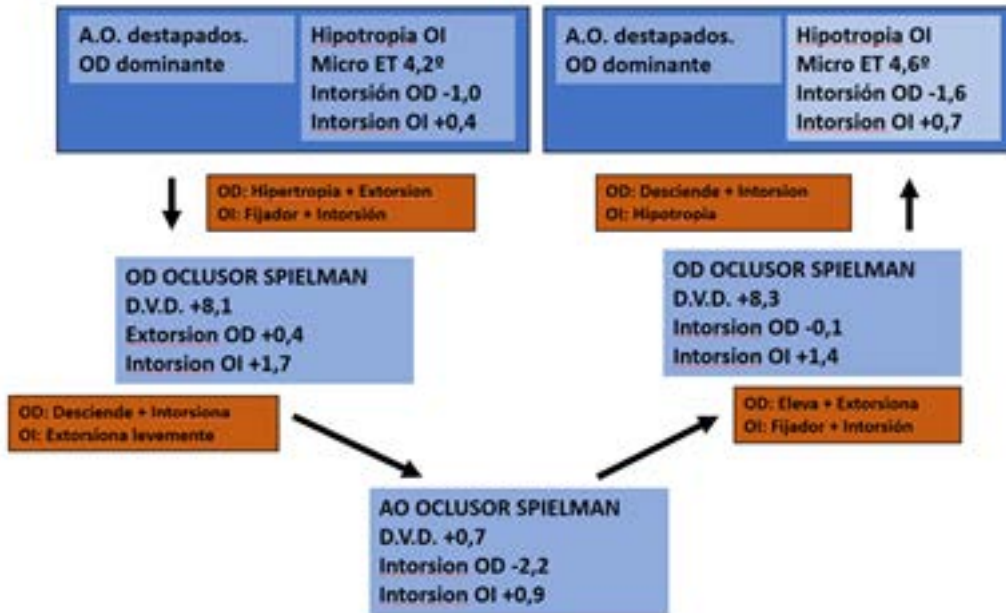 A.O. destapados.
OD dominante
Hipotropia OI
Micro ET 4,2º
Intorsión OD -1,0
Intorsion OI +0,4
A.O. destapados.
OD dominante
Hipotropia OI
Micro ET 4,6º
Intorsión OD -1,6
Intorsion OI +0,7
OD: Hipertropia + Extorsion
OI: Fijador + Intorsión
OD: Desciende + Intorsion
OI: Hipotropia
OD OCLUSOR SPIELMAN
D.V.D. +8,1
Extorsion OD +0,4
Intorsion OI +1,7
OD OCLUSOR SPIELMAN
D.V.D. +8,3
Intorsion OD -0,1
Intorsion OI +1,4
OD: Desciende + Intorsiona
OI: Extorsiona levemente
OD: Eleva + Extorsiona
OI: Fijador + Intorsión
AO OCLUSOR SPIELMAN
D.V.D. +0,7
Intorsion OD -2,2
Intorsion OI +0,9